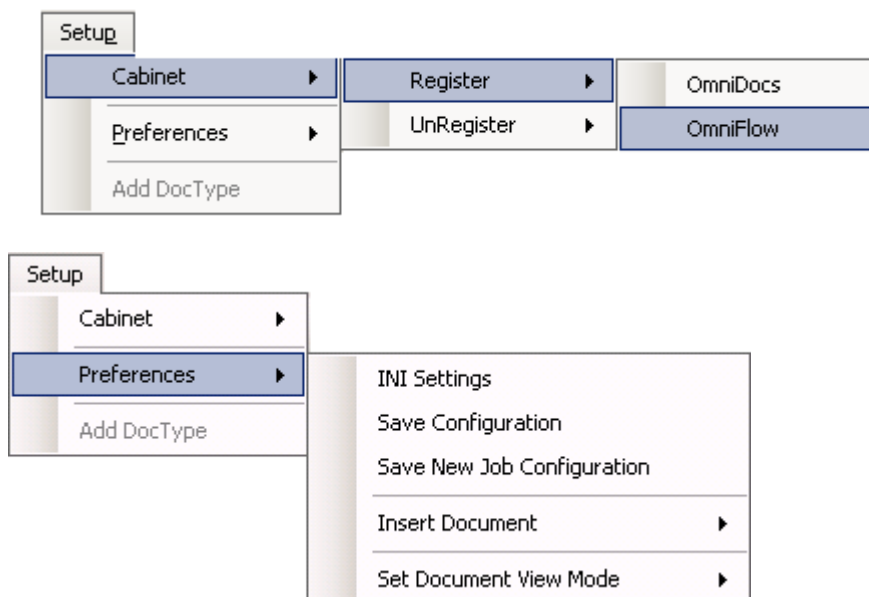 Setup
Cabinet
Register
OmniDocs
Preferences
UnRegister
OmniFlow
Add DocType
Setup
Cabinet
Preferences
INI Settings
Add DocType
Save Configuration
Save New Job Configuration
Insert Document
Set Document View Mode